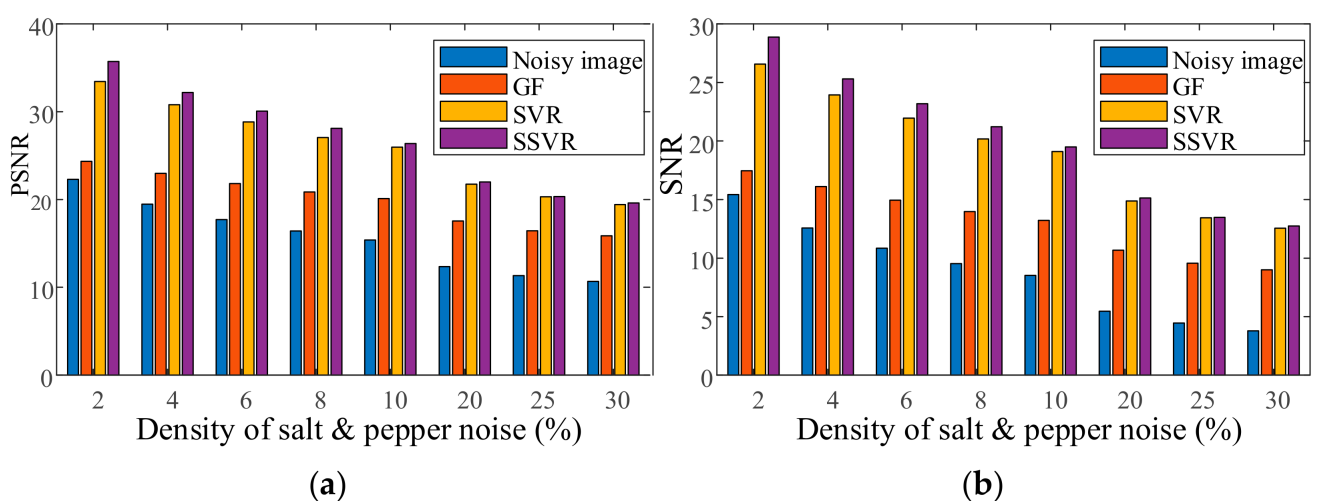 40
30
20
10
0
PSNR
Noisy image
GF
SVR
SSVR
2 4 6 8 10 20 25 30
Density of salt & pepper noise (%)
(a)
30
25
20
15
10
5
0
SNR
Noisy image
GF
SVR
SSVR
2 4 6 8 10 20 25 30
Density of salt & pepper noise (%)
(b)